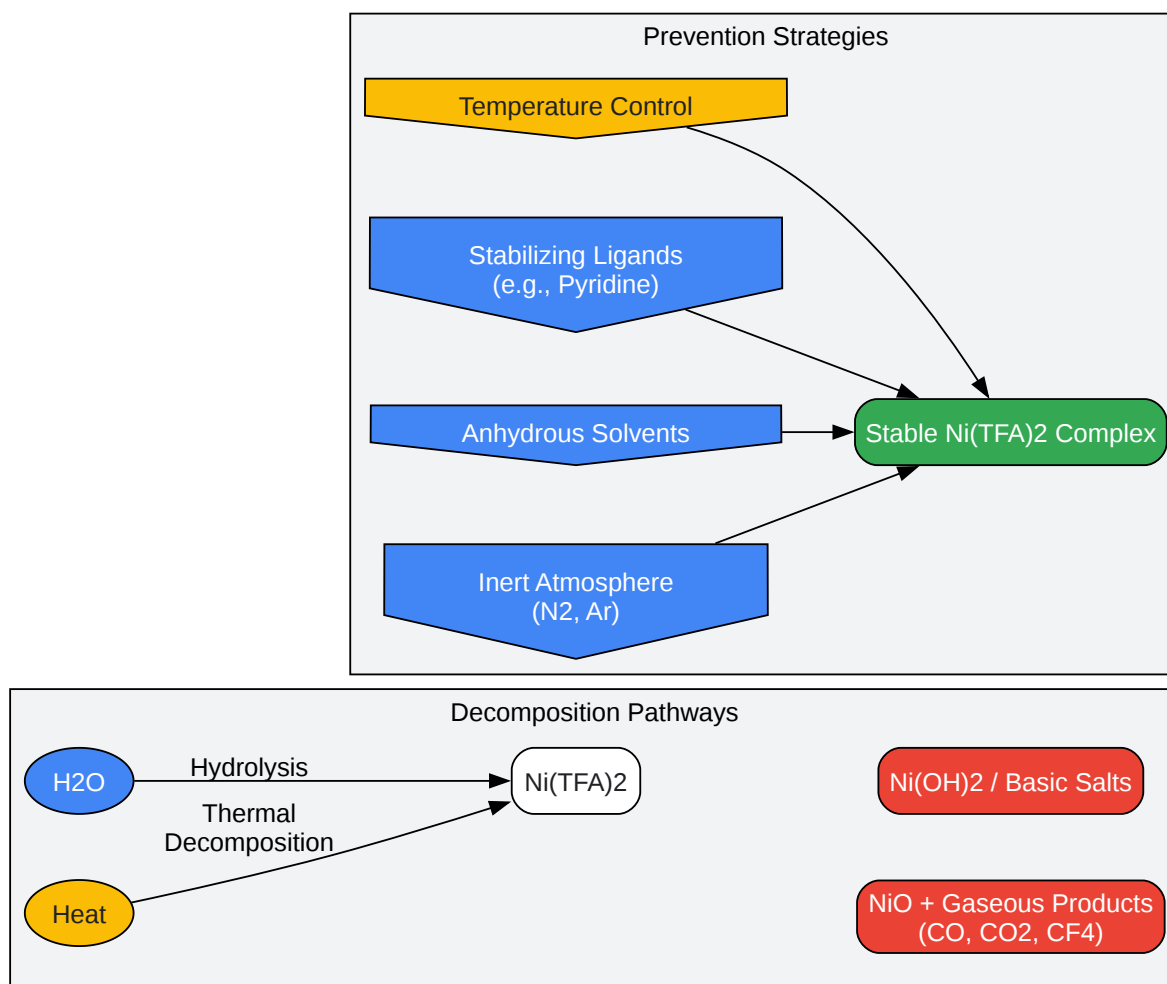 Prevention Strategies
Temperature Control
Stabilizing Ligands
(e.g., Pyridine)
Anhydrous Solvents
Stable Ni(TFA)2 Complex
Inert Atmosphere
(N2, Ar)
Decomposition Pathways
H2O
Hydrolysis
Ni(TFA)2
Ni(OH)2 / Basic Salts
Thermal
Decomposition
Heat
NiO + Gaseous Products
(CO, CO2, CF4)